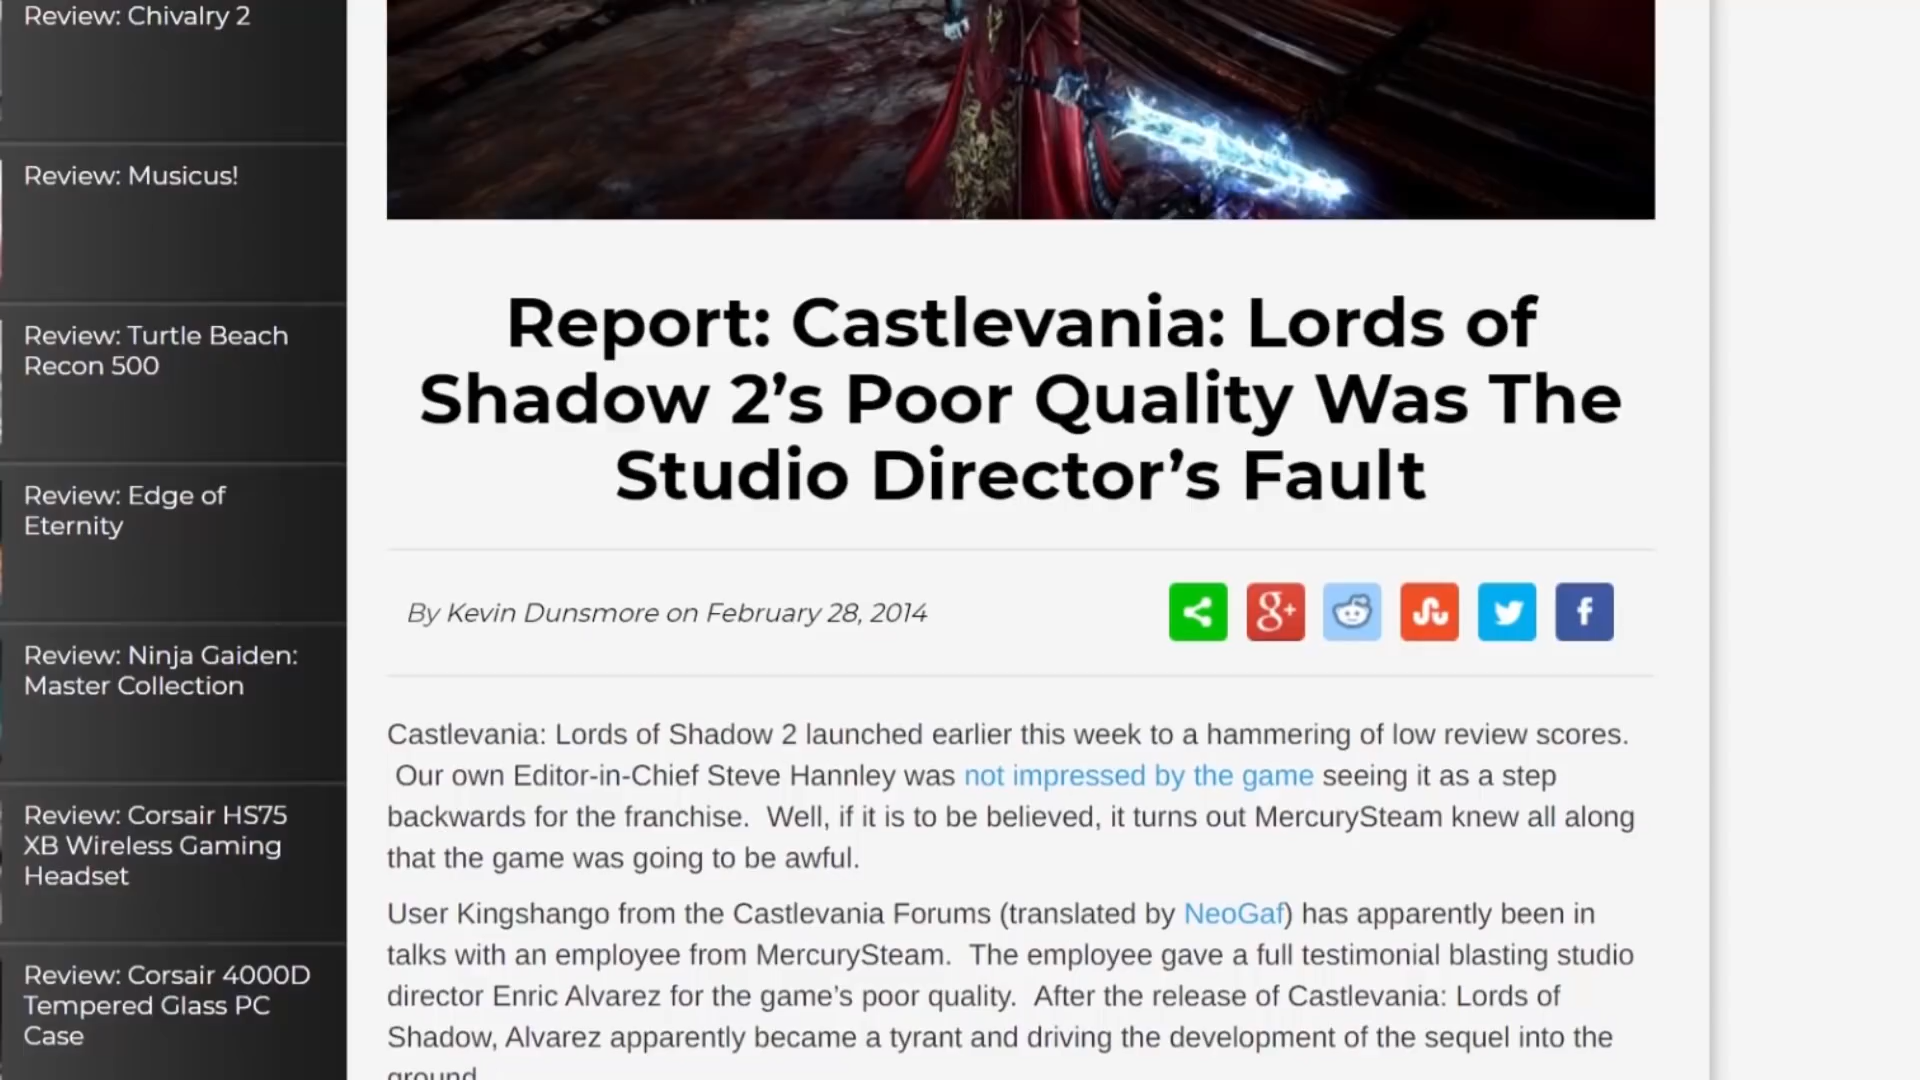 Review: Chivalry 2
Review: Musicus!
Review: Turtle Beach
Recon 500
Review: Edge of
Eternity
Review: Ninja Gaiden:
Master Collection
Review: Corsair HS75
XB Wireless Gaming
Headset
Review: Corsair 4000D
Tempered Glass PC
Case
Report: Castlevania: Lords of
Shadow 2’s Poor Quality Was The
Studio Director’s Fault
By Kevin Dunsmore on February 28, 2014
g+
f
Castlevania: Lords of Shadow 2 launched earlier this week to a hammering of low review scores.
Our own Editor-in-Chief Steve Hannley was not impressed by the game seeing it as a step
backwards for the franchise.  Well, if it is to be believed, it turns out MercurySteam knew all along
that the game was going to be awful.
User Kingshango from the Castlevania Forums (translated by NeoGaf) has apparently been in
talks with an employee from MercurySteam.  The employee gave a full testimonial blasting studio
director Enric Alvarez for the game’s poor quality.  After the release of Castlevania: Lords of
Shadow, Alvarez apparently became a tyrant and driving the development of the sequel into the
ground.